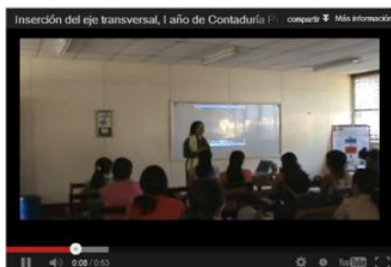 Inserción del eje transversal, I año de Contaduría P
compartir Más información
0:08 / 0:53
YouTube